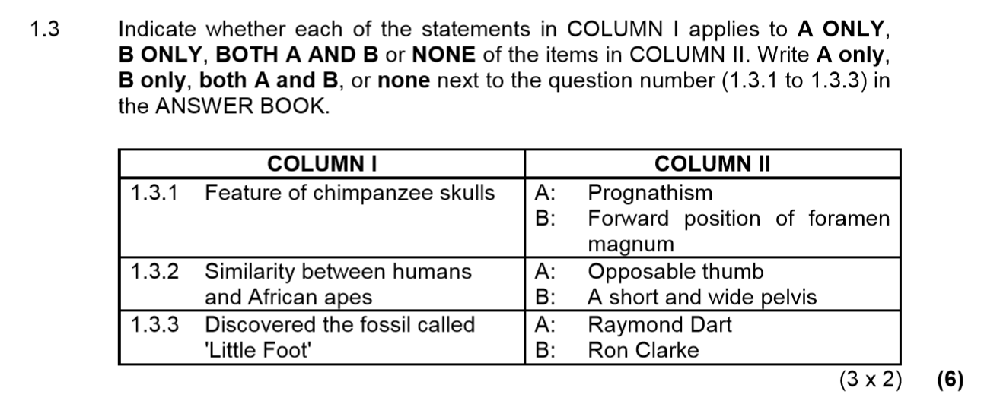 1.3 Indicate whether each of the statements in COLUMN I applies to A ONLY,
B ONLY, BOTH A AND B or NONE of the items in COLUMN II. Write A only,
B only, both A and B, or none next to the question number (1.3.1 to 1.3.3) in
the ANSWER BOOK.
COLUMN I COLUMN II
1.3.1 Feature of chimpanzee skulls A: Prognathism
B: Forward position of foramen
magnum
1.3.2 Similarity between humans A: Opposable thumb
and African apes B: A short and wide pelvis
1.3.3 Discovered the fossil called A: Raymond Dart
'Little Foot' B: Ron Clarke
(3 x 2) (6)